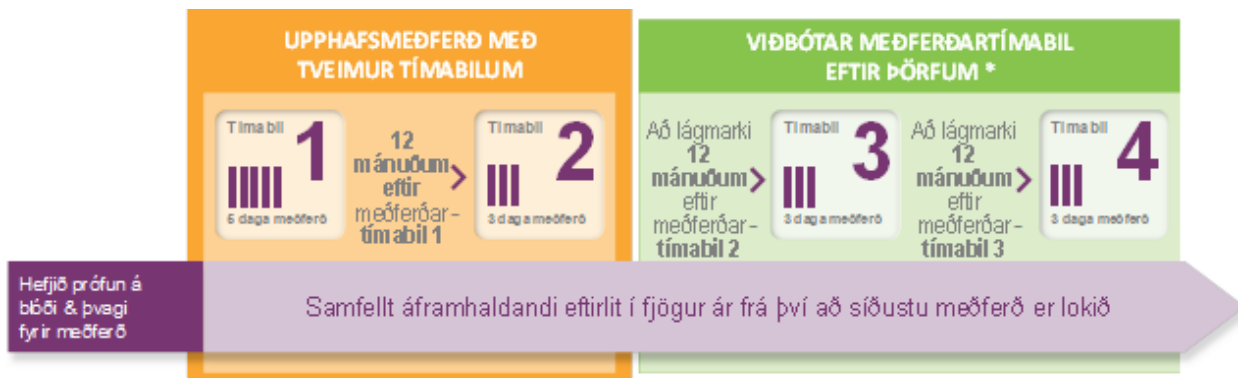 UPPHAFSMEÐFERÐ MEÐ
TVEIMUR TÍMABILUM
Tímabil 1
5 daga meðferð
12
mánuðum
eftir
meðferðar-
tímabil 1
Tímabil 2
3 daga meðferð
VIÐBÓTAR MEÐFERÐARTÍMABIL
EFTIR ÞÖRFUM *
Að lágmarki
12
mánuðum
eftir
meðferðar-
tímabil 2
Tímabil 3
3 daga meðferð
Að lágmarki
12
mánuðum
eftir
meðferðar-
tímabil 3
Tímabil 4
3 daga meðferð
Hefjið prófun á
blóði & þvagi
fyrir meðferð
Samfellt áframhaldandi eftirlit í fjögur ár frá því að síðustu meðferð er lokið